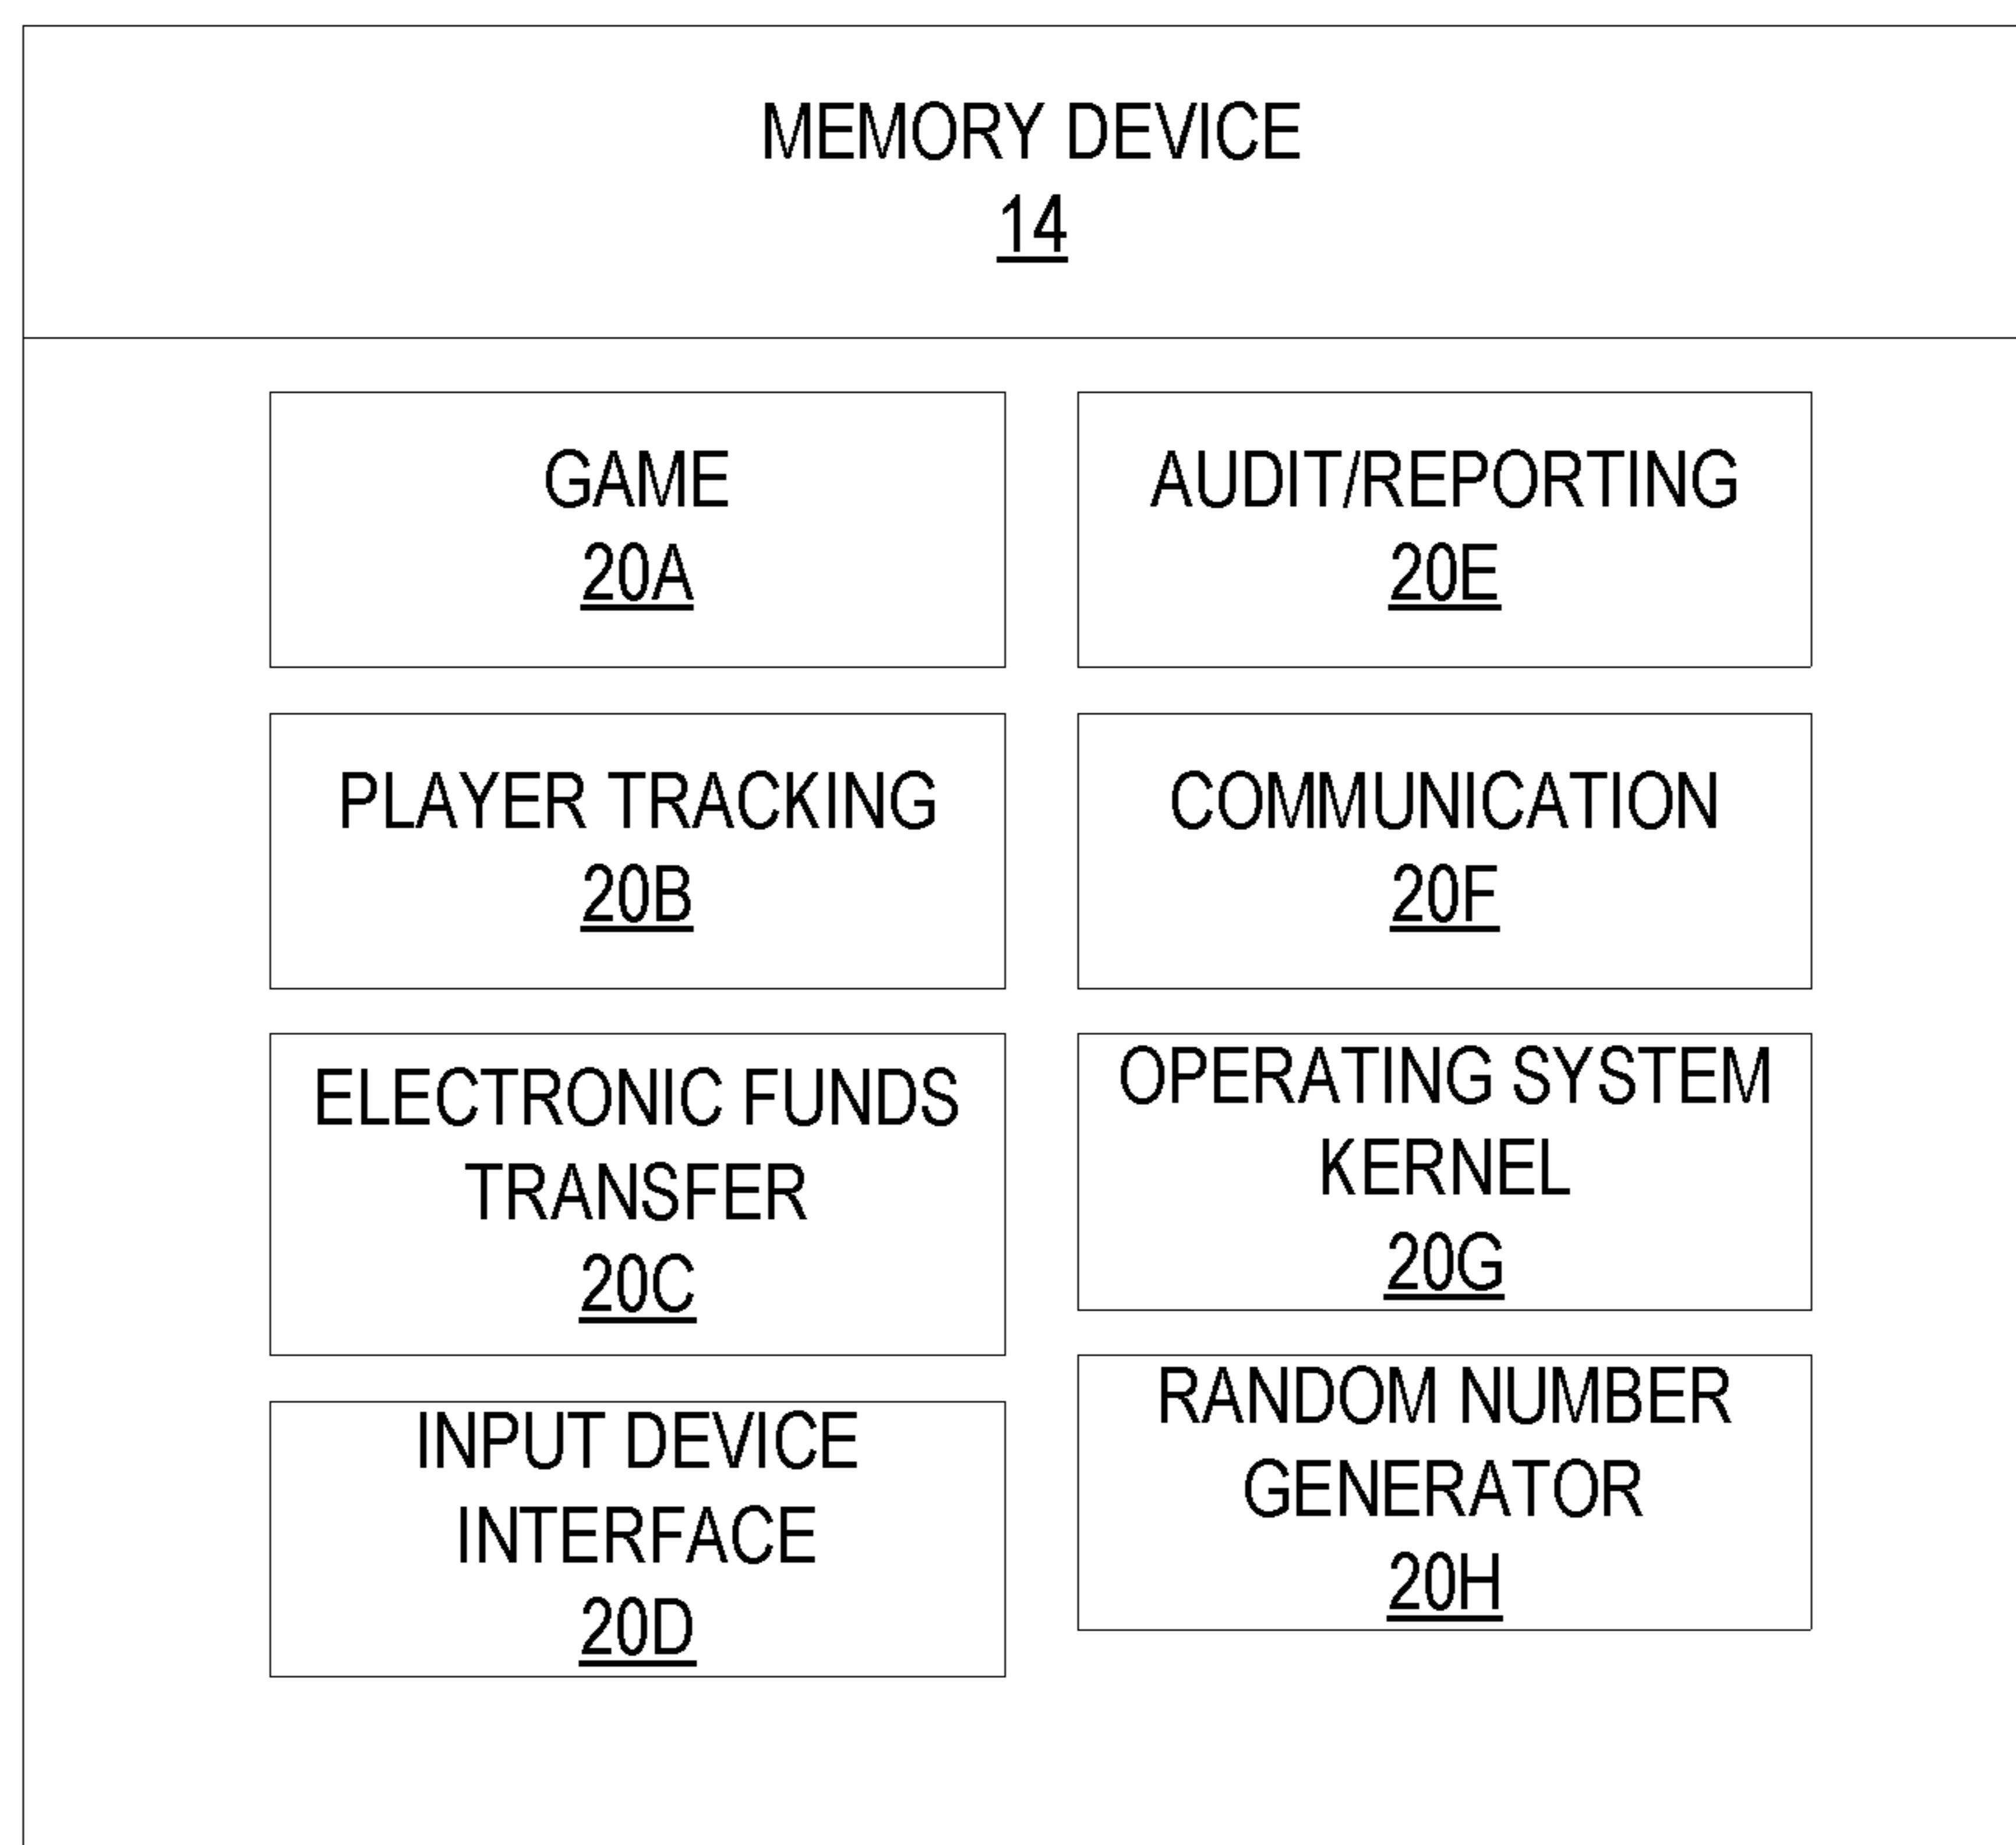 MEMORY DEVICE
14
GAME
20A
PLAYER TRACKING
20B
ELECTRONIC FUNDS
TRANSFER
20C
INPUT DEVICE
INTERFACE
20D
AUDIT/REPORTING
20E
COMMUNICATION
20F
OPERATING SYSTEM
KERNEL
20G
RANDOM NUMBER
GENERATOR
20H